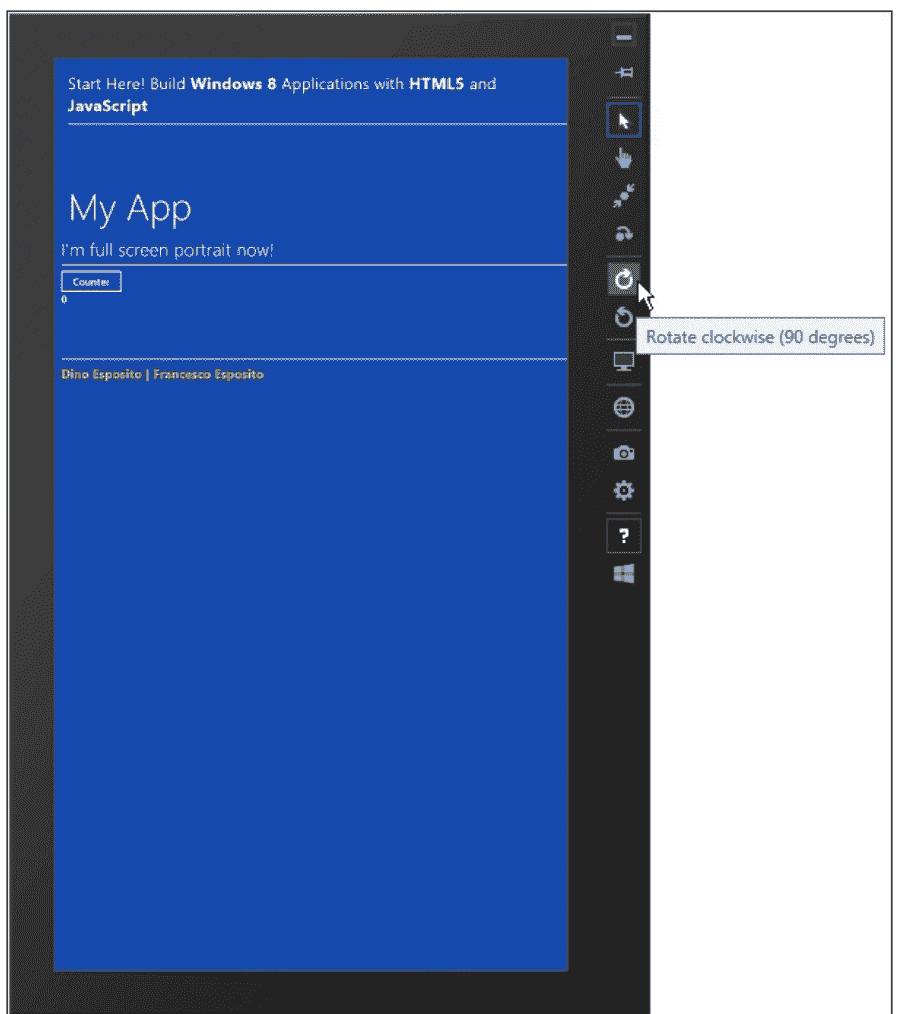 Start Here! Build Windows 8 Applications with HTML5 and
JavaScript
My App
I'm full screen portrait now!
Counter
0
Dino Esposito | Francesco Esposito
?
Rotate clockwise (90 degrees)